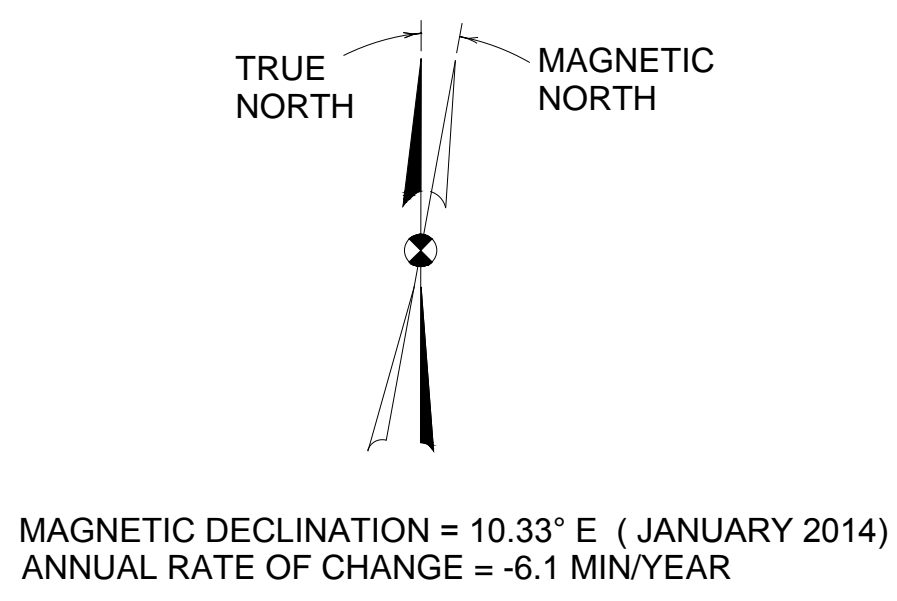 TRUE
NORTH
MAGNETIC
NORTH
MAGNETIC DECLINATION = 10.33° E ( JANUARY 2014)
ANNUAL RATE OF CHANGE = -6.1 MIN/YEAR